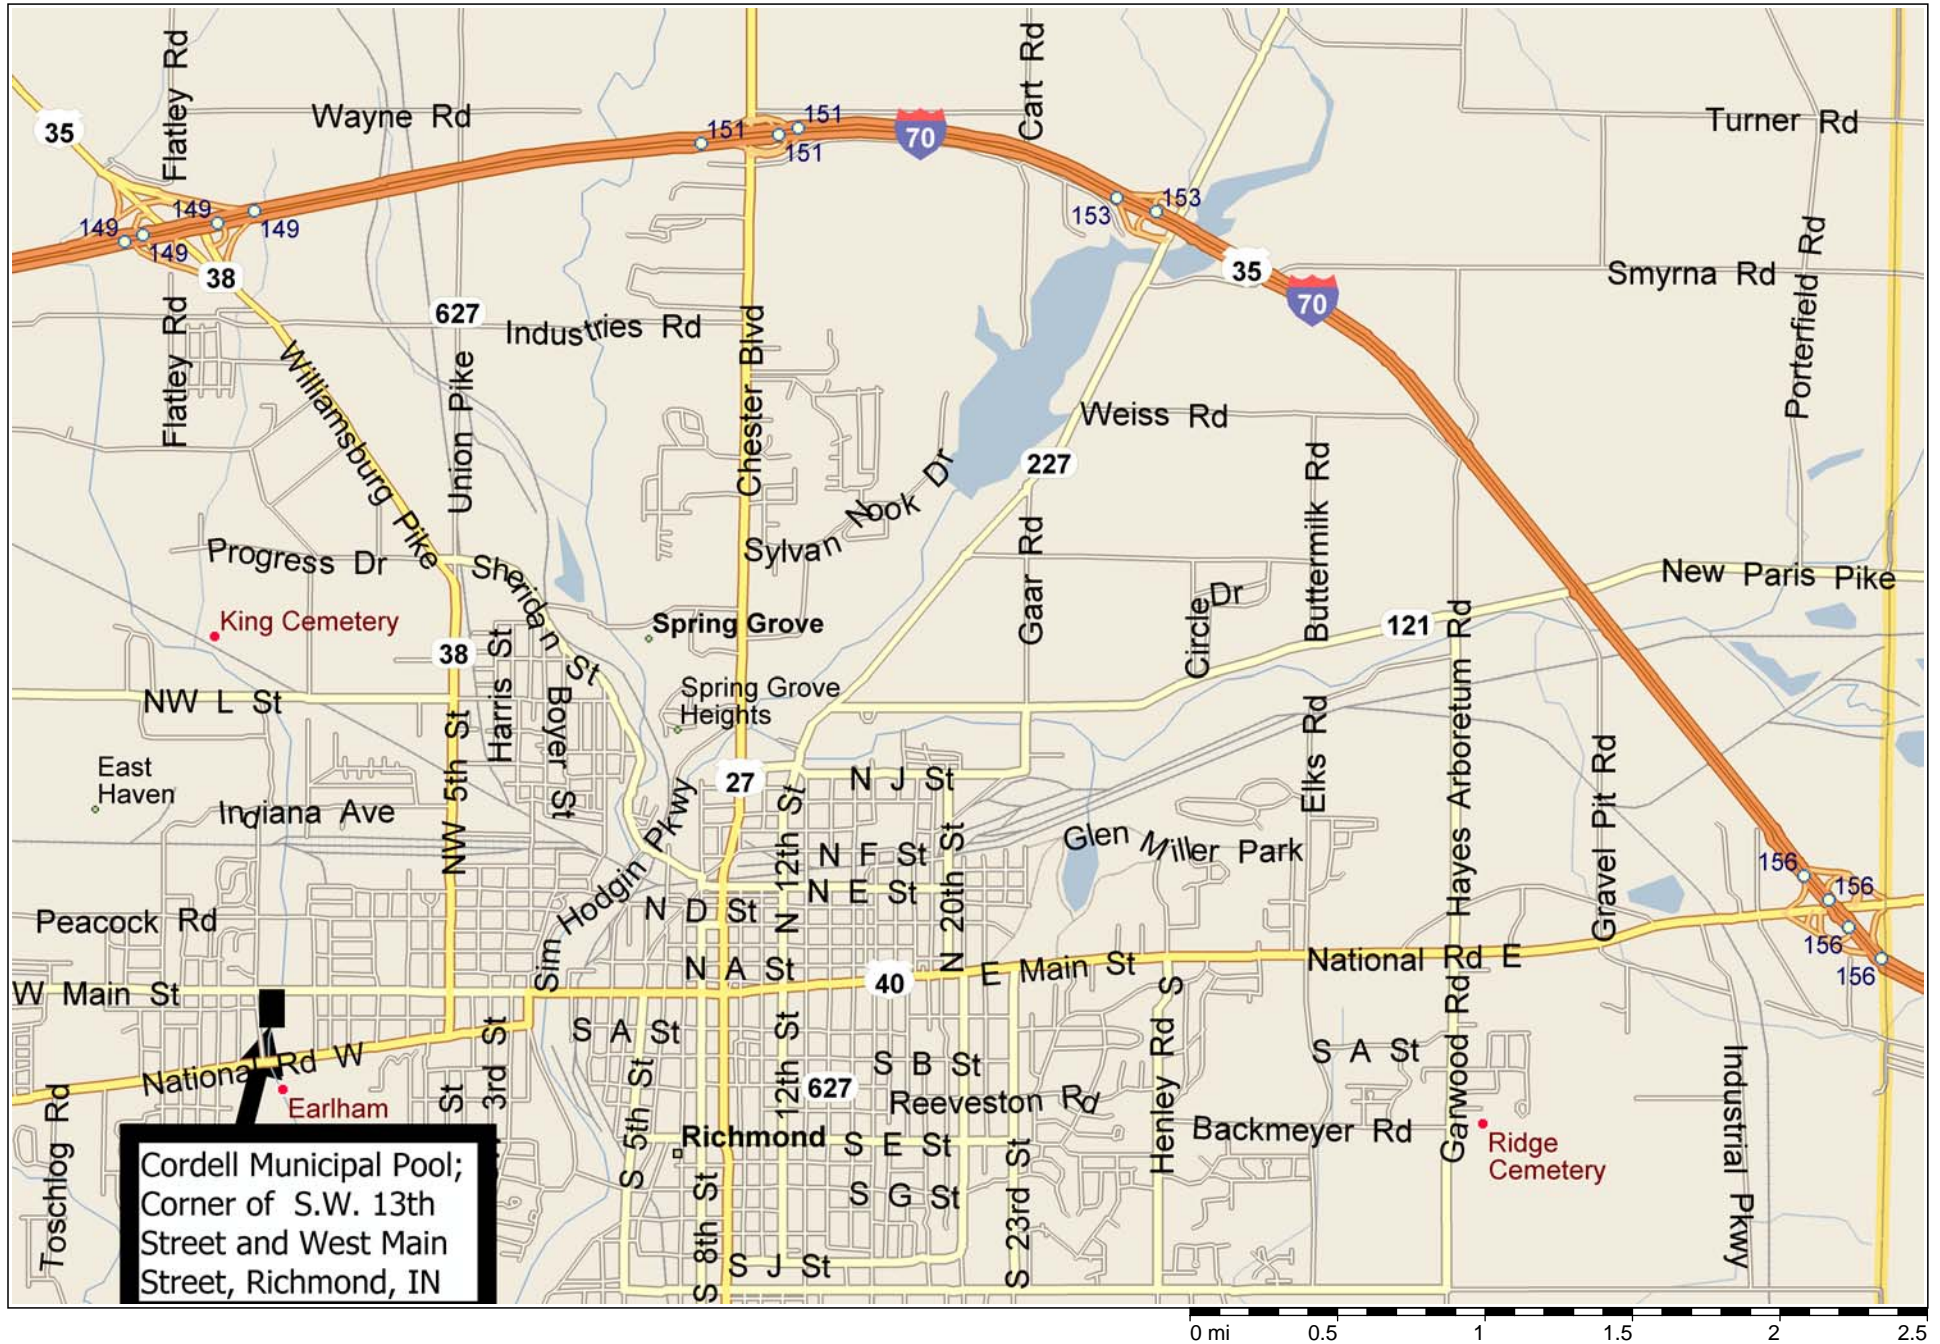 35
Flatley Rd
Wayne Rd
151
151
151
70
Cart Rd
Turner Rd
149
149
149
149
38
153
153
35
70
Smyrna Rd
Porterfield Rd
Flatley Rd
627
Industries Rd
Chester Blvd
Williamsburg Pike
Union Pike
Weiss Rd
227
Buttermilk Rd
Sylvan Nook Dr
Gaar Rd
Progress Dr
Sheridan St
Circle Dr
New Paris Pike
King Cemetery
Spring Grove
121
38
Harris St
Boyer St
NW L St
Spring Grove
Heights
NW 5th St
Elks Rd
Hayes Arboretum Rd
Gravel Pit Rd
East
Haven
Indiana Ave
27
N J St
N 12th St
N 20th St
Glen Miller Park
N F St
N E St
156
156
156
156
Sim Hodgin Pkwy
N D St
Peacock Rd
N A St
40
E Main St
National Rd E
W Main St
S A St
National Rd W
St
3rd St
S 5th St
12th St
S B St
627
Reeveston Rd
Henley Rd S
S A St
Garwood Rd
Industrial Pkwy
Earlham
Toschlog Rd
Richmond
S E St
Backmeyer Rd
Ridge
Cemetery
S G St
S 8th St
S 23rd St
S J St
Cordell Municipal Pool;
Corner of S.W. 13th
Street and West Main
Street, Richmond, IN
0 mi 0.5 1 1.5 2 2.5